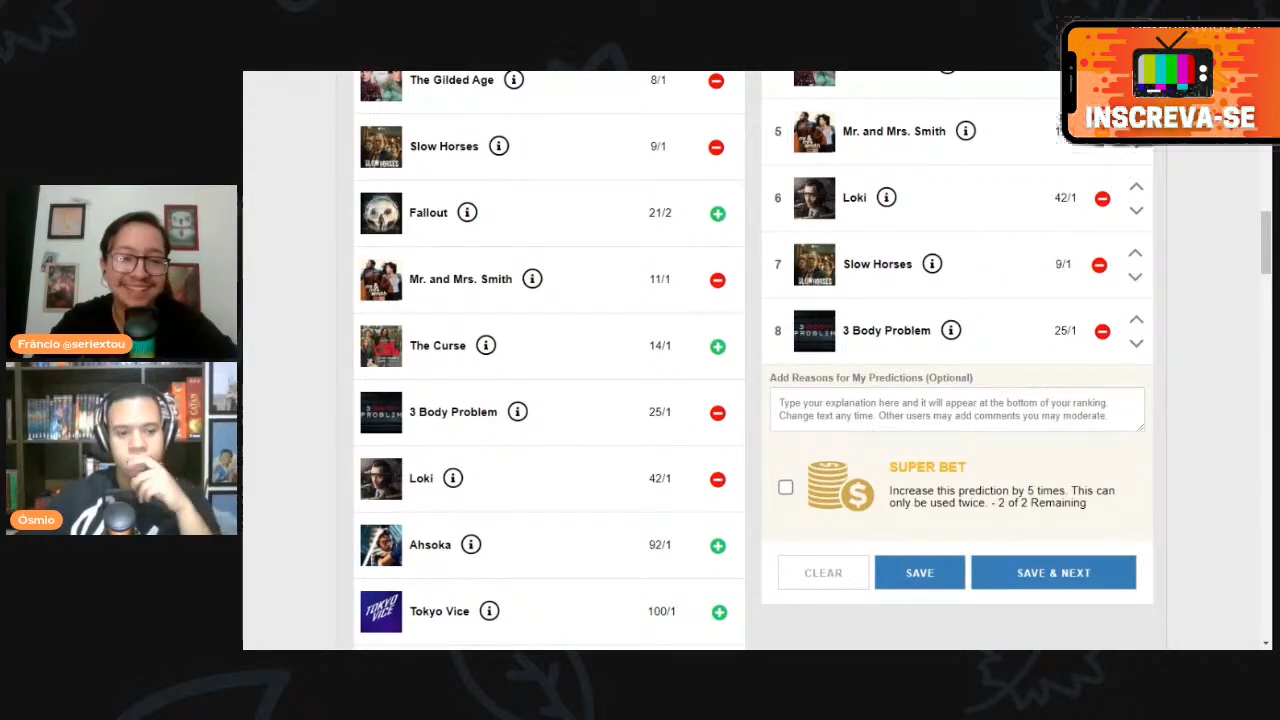 The Gilded Age 8/1
Slow Horses 9/1
Fallout 21/2
Mr. and Mrs. Smith 11/1
The Curse 14/1
3 Body Problem 25/1
Loki 42/1
Ahsoka 92/1
TOKYO VICE
Tokyo Vice 100/1
5 Mr. and Mrs. Smith
6 Loki 42/1
7 Slow Horses 9/1
8 3 Body Problem 25/1
Add Reasons for My Predictions (Optional)
Type your explanation here and it will appear at the bottom of your ranking.
Change text any time. Other users may add comments you may moderate.
SUPER BET
Increase this prediction by 5 times. This can
only be used twice. - 2 of 2 Remaining
CLEAR SAVE SAVE & NEXT
INSCREVA-SE
Frâncio @seriextou
Ósmio
CATAN